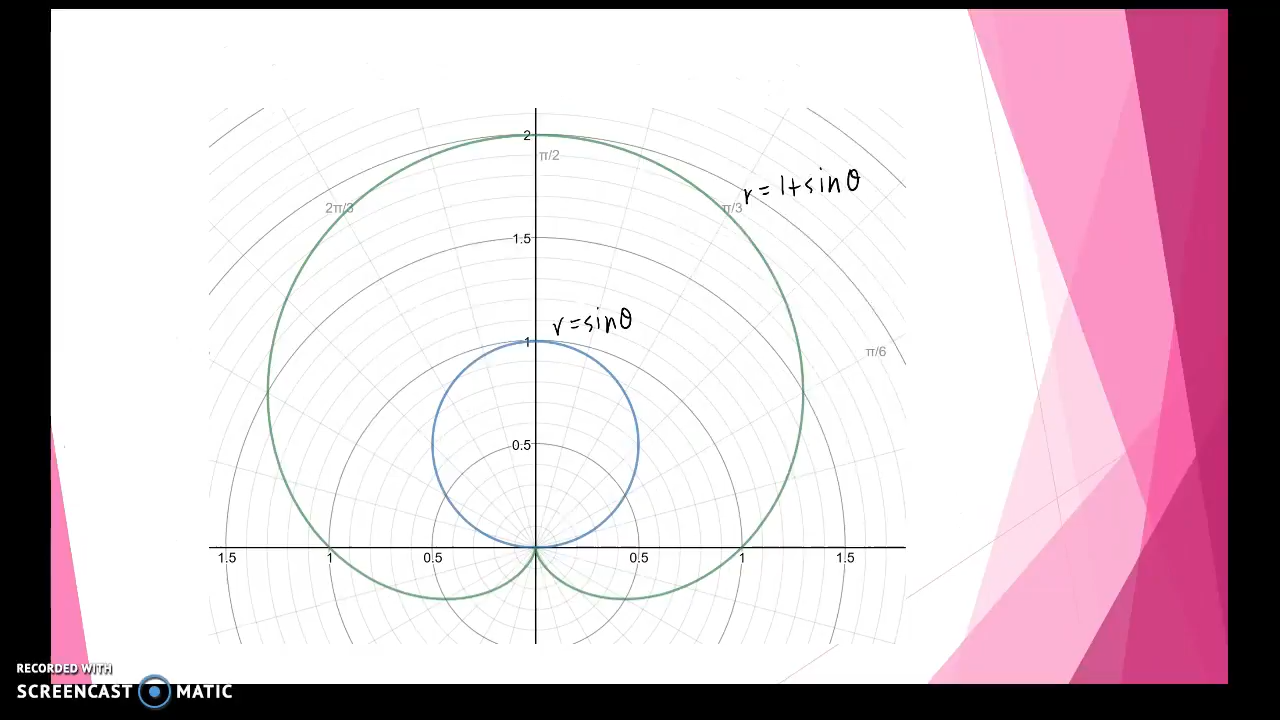 2
π/2
r = 1+sinθ
2π/3
π/3
1.5
r = sinθ
1
π/6
0.5
1.5
1
0.5
0.5
1
1.5
RECORDED WITH
SCREENCAST MATIC